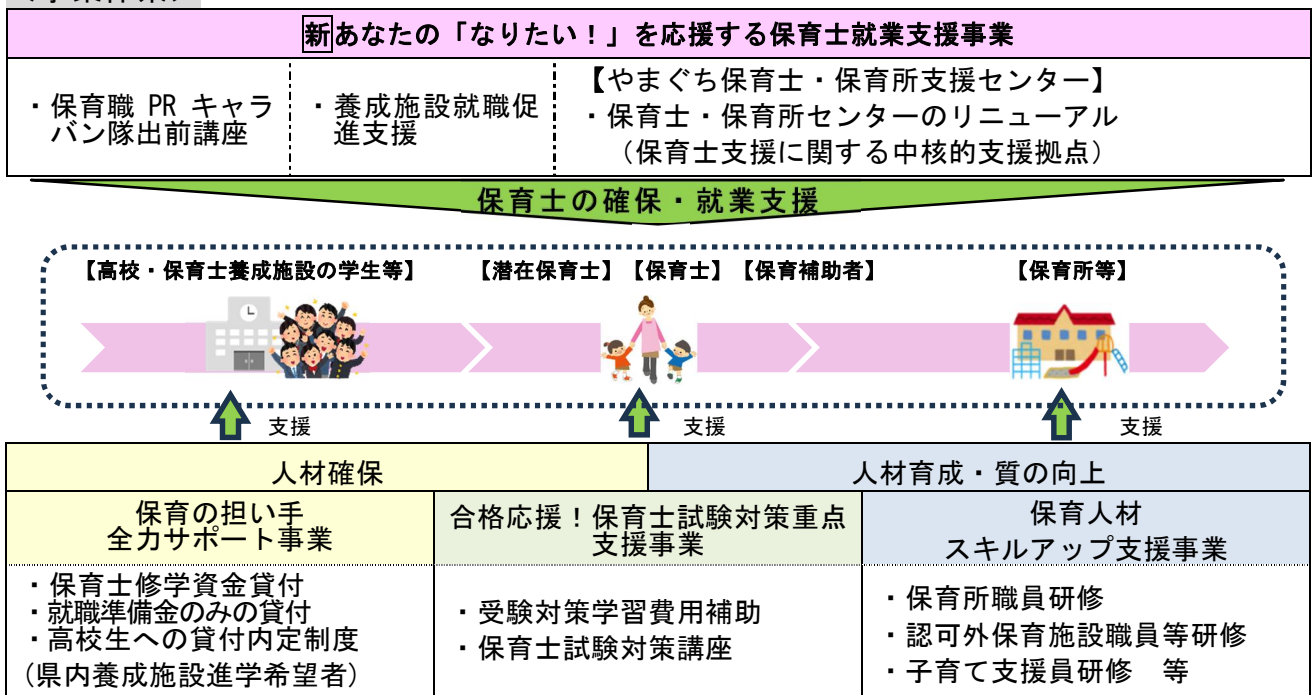 新あなたの「なりたい！」を応援する保育士就業支援事業
・保育職 PR キャラ
バン隊出前講座
・養成施設就職促
進支援
【やまぐち保育士・保育所支援センター】
・保育士・保育所センターのリニューアル
（保育士支援に関する中核的支援拠点）
保育士の確保・就業支援
【高校・保育士養成施設の学生等】
【潜在保育士】【保育士】【保育補助者】
【保育所等】
支援
支援
支援
人材確保
人材育成・質の向上
保育の担い手
全力サポート事業
合格応援！保育士試験対策重点
支援事業
保育人材
スキルアップ支援事業
・保育士修学資金貸付
・就職準備金のみの貸付
・高校生への貸付内定制度
(県内養成施設進学希望者)
・受験対策学習費用補助
・保育士試験対策講座
・保育所職員研修
・認可外保育施設職員等研修
・子育て支援員研修　等